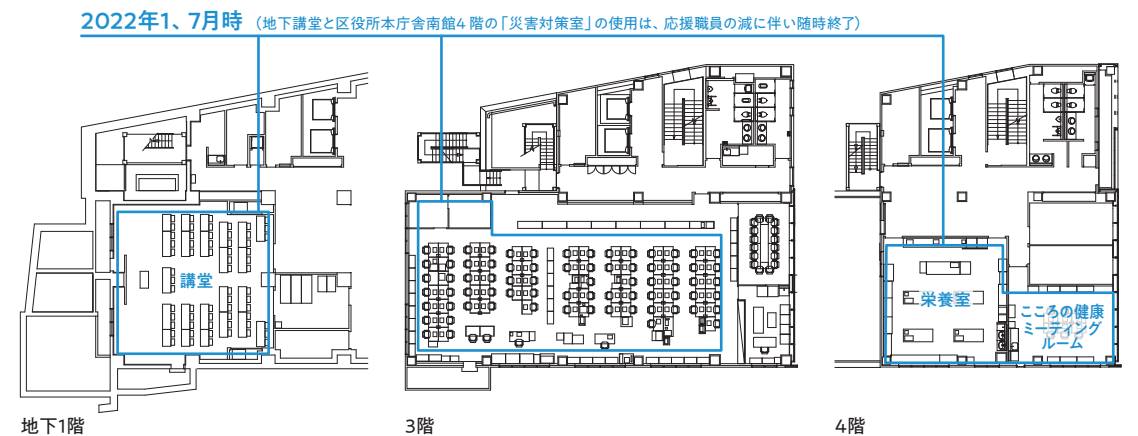 2022年1、7月時（地下講堂と区役所本庁舎南館4階の「災害対策室」の使用は、応援職員の減に伴い随時終了）
講堂
栄養室
こころの健康
ミーティング
ルーム
地下1階
3階
4階